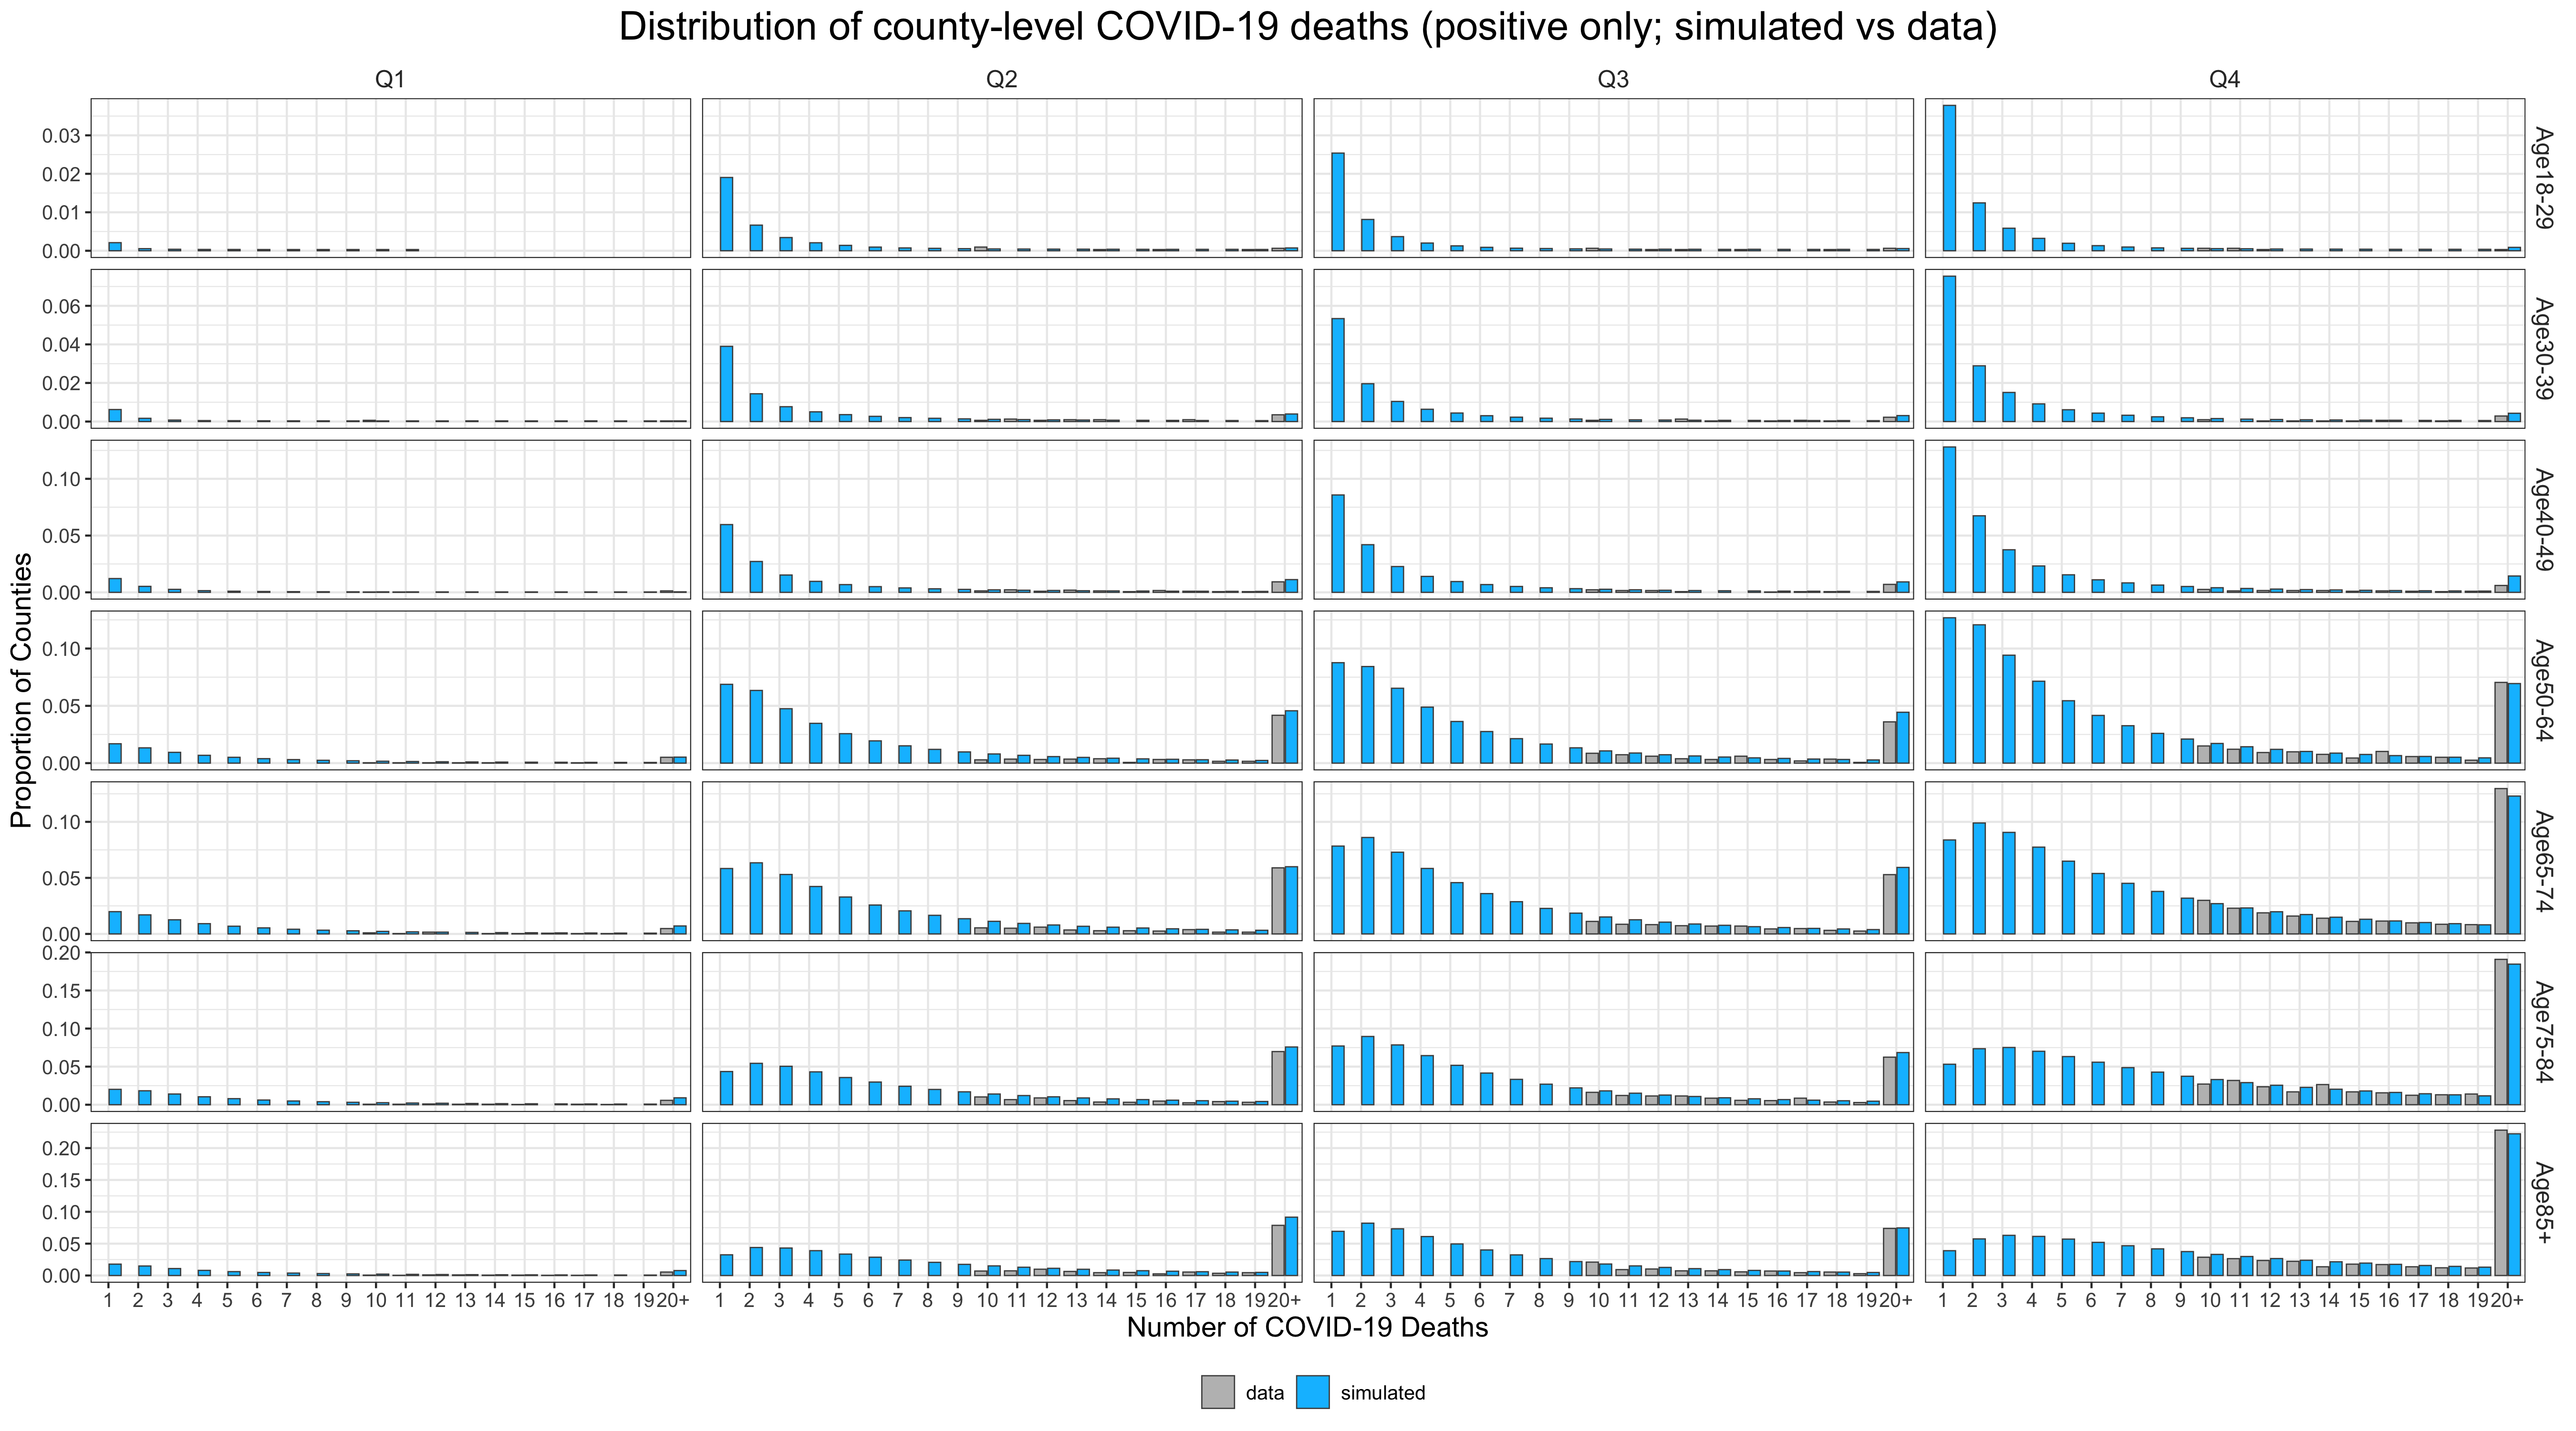 Distribution of county-level COVID-19 deaths (positive only; simulated vs data)
Q1 Q2 Q3 Q4
0.03
0.02
0.01
0.00
Age18-29
0.06
0.04
0.02
0.00
Age30-39
0.10
0.05
0.00
Age40-49
0.10
0.05
0.00
Age50-64
0.10
0.05
0.00
Age65-74
0.20
0.15
0.10
0.05
0.00
Age75-84
0.20
0.15
0.10
0.05
0.00
Age85+
Proportion of Counties
1 2 3 4 5 6 7 8 9 10 11 12 13 14 15 16 17 18 19 20+ 1 2 3 4 5 6 7 8 9 10 11 12 13 14 15 16 17 18 19 20+ 1 2 3 4 5 6 7 8 9 10 11 12 13 14 15 16 17 18 19 20+ 1 2 3 4 5 6 7 8 9 10 11 12 13 14 15 16 17 18 19 20+
Number of COVID-19 Deaths
data simulated